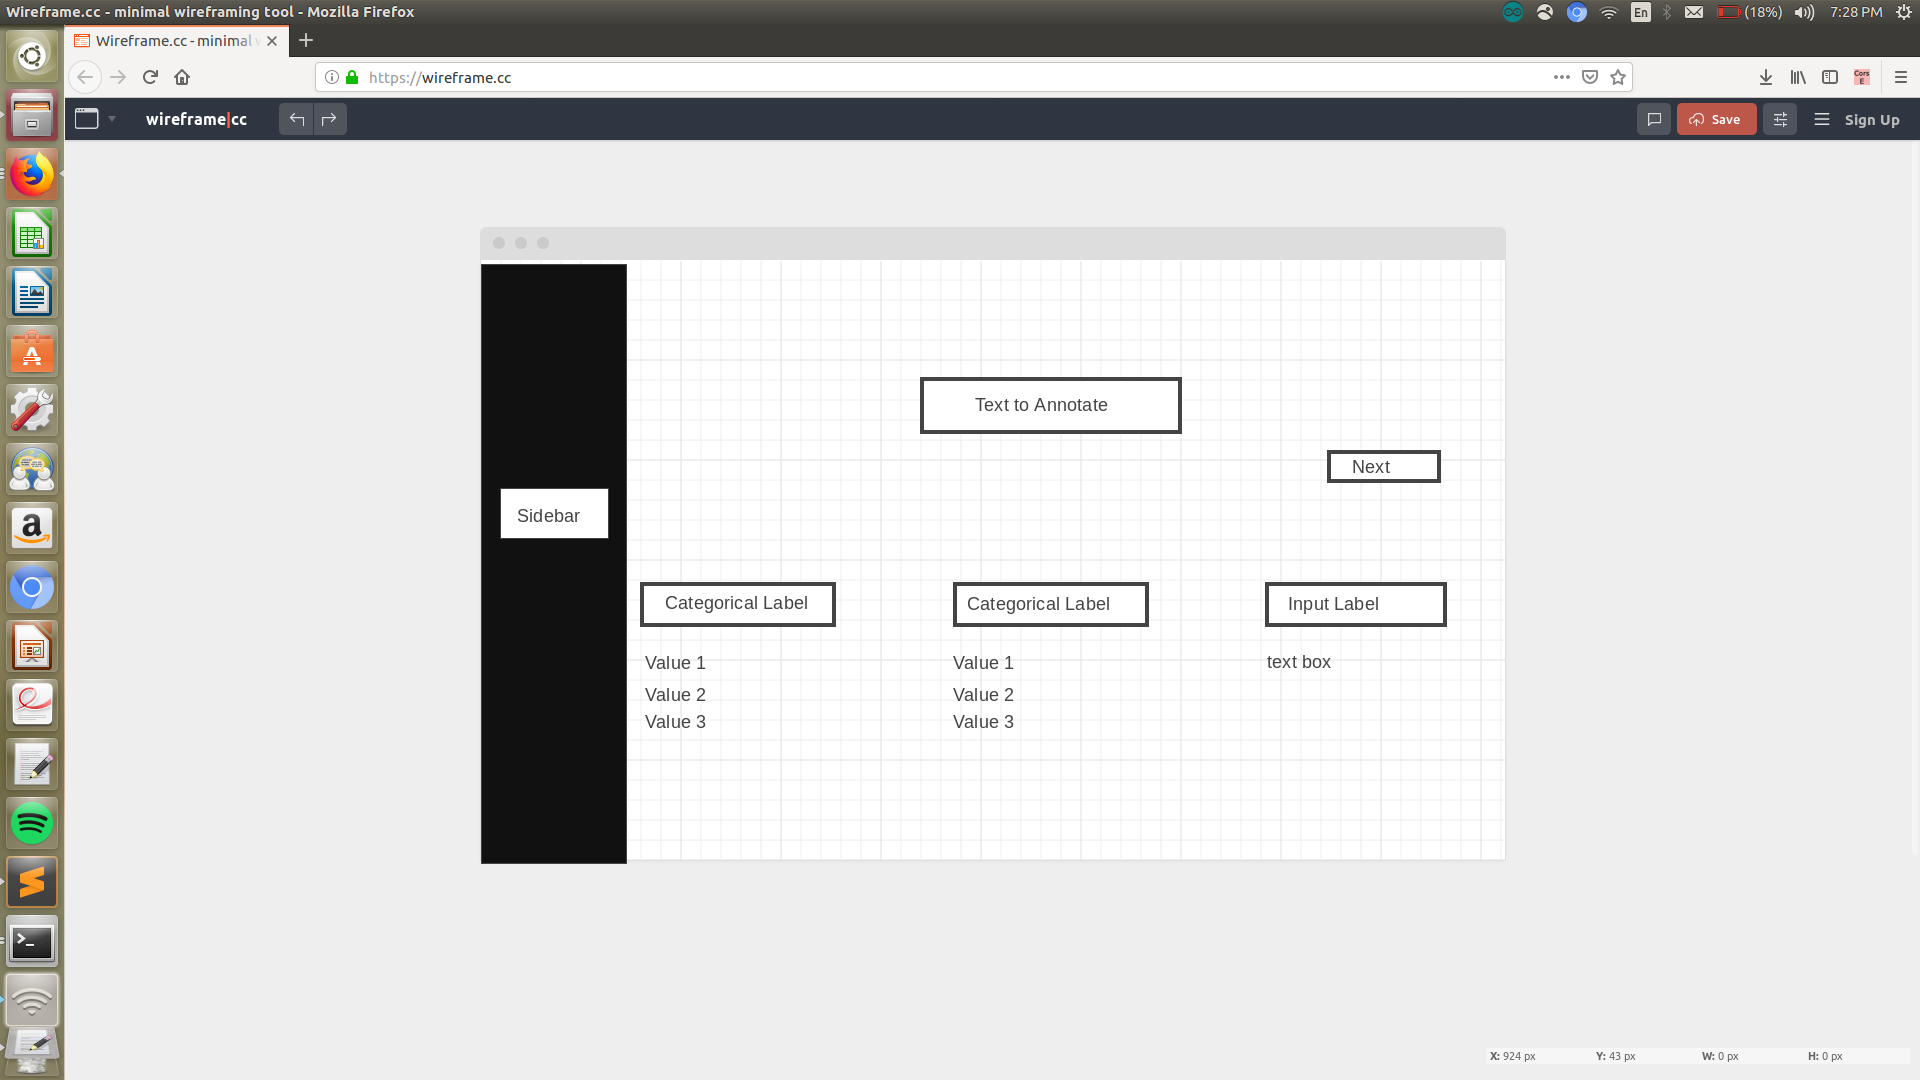 Wireframe.cc - minimal wireframing tool - Mozilla Firefox
En
(18%)
7:28 PM
Wireframe.cc - minimal w
https://wireframe.cc
Cors
E
wireframe|cc
Save
Sign Up
Text to Annotate
Next
Sidebar
Categorical Label
Categorical Label
Input Label
Value 1
Value 1
text box
Value 2
Value 2
Value 3
Value 3
X: 924 px
Y: 43 px
W: 0 px
H: 0 px